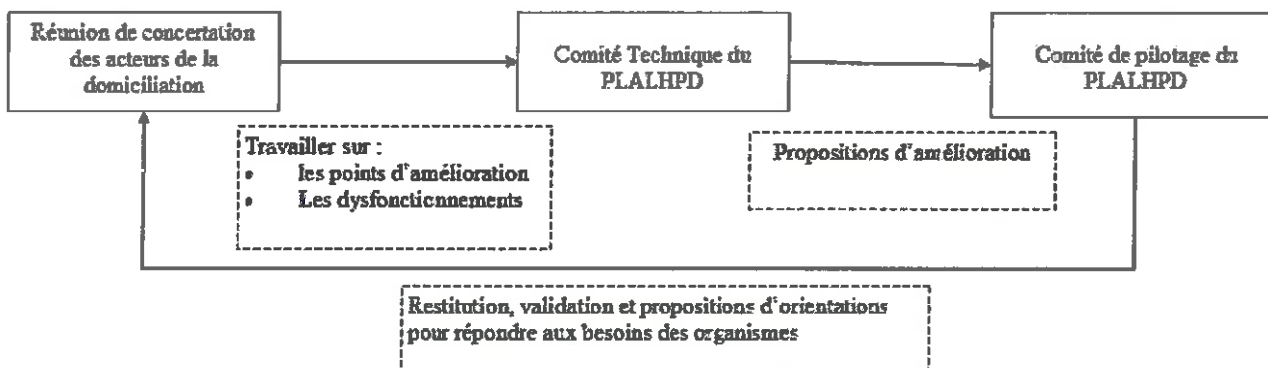 Réunion de concertation
des acteurs de la
domiciliation
Comité Technique du
PLALHPD
Comité de pilotage du
PLALHPD
Travailler sur :
• les points d'amélioration
• Les dysfonctionnements
Propositions d'amélioration
Restitution, validation et propositions d'orientations
pour répondre aux besoins des organismes